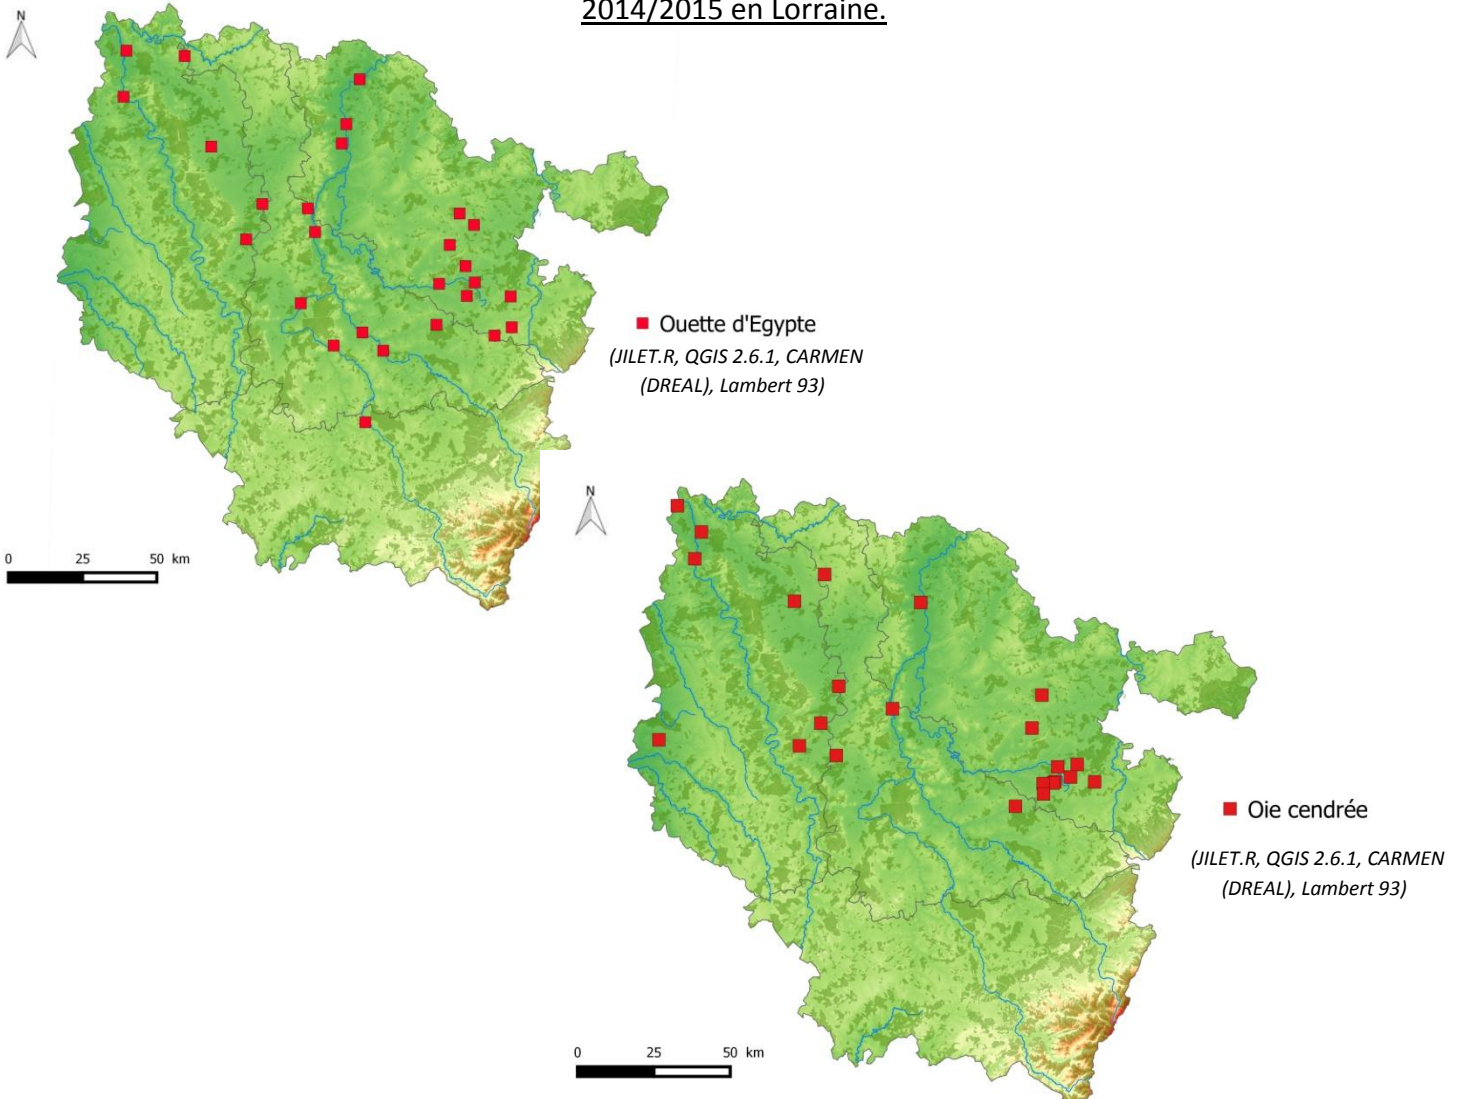 2014/2015 en Lorraine.
N
Ouette d'Egypte
(JILET.R, QGIS 2.6.1, CARMEN
(DREAL), Lambert 93)
0 25 50 km
N
Oie cendrée
(JILET.R, QGIS 2.6.1, CARMEN
(DREAL), Lambert 93)
0 25 50 km